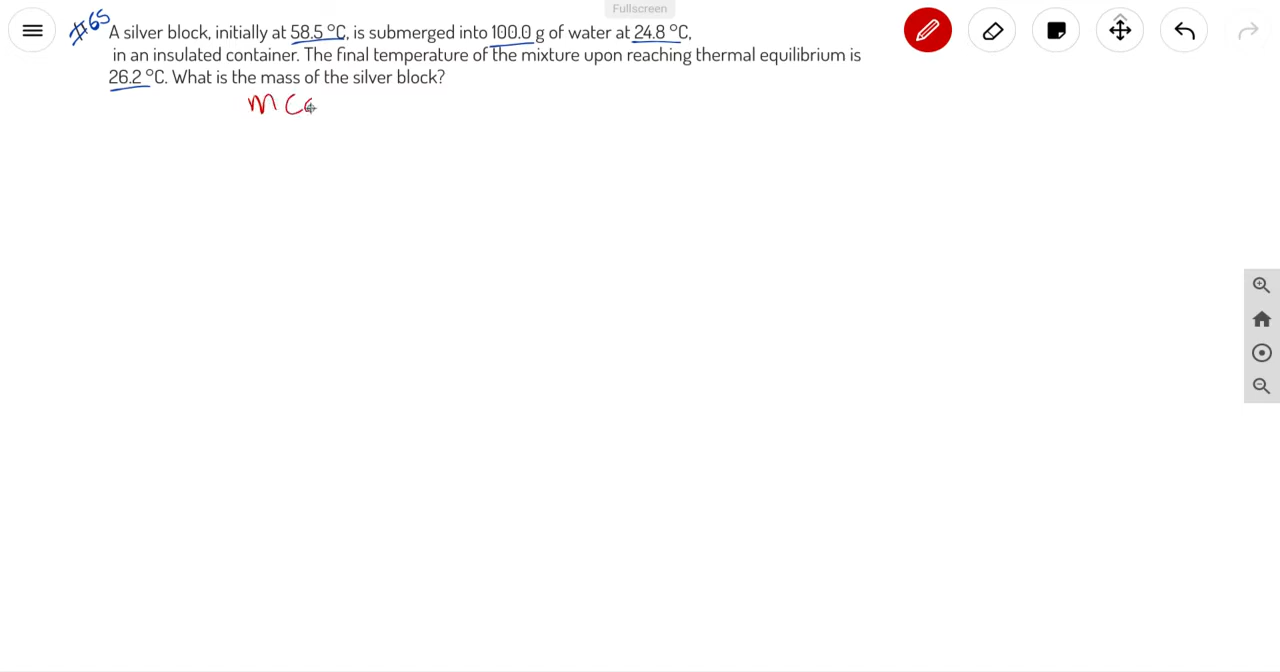 Fullscreen
#65
A silver block, initially at 58.5 °C, is submerged into 100.0 g of water at 24.8 °C,
in an insulated container. The final temperature of the mixture upon reaching thermal equilibrium is
26.2 °C. What is the mass of the silver block?
m C